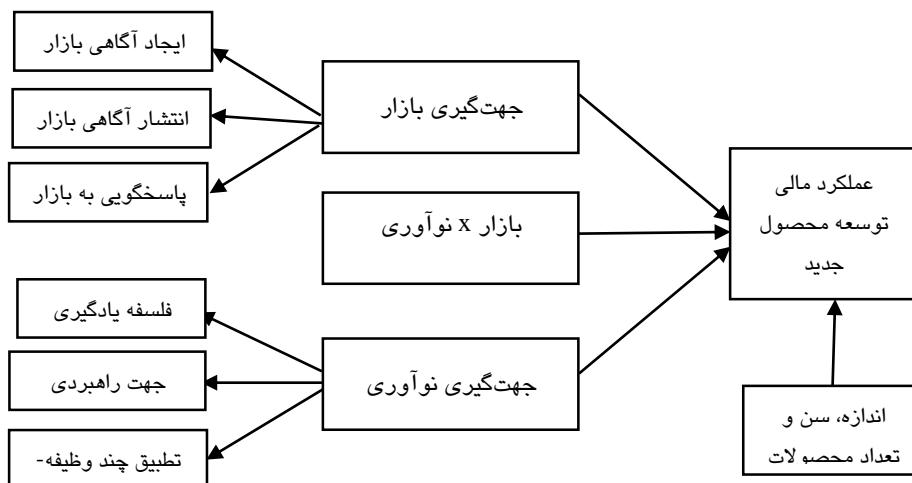 ایجاد آگاهی بازار
انتشار آگاهی بازار
پاسخگویی به بازار
جهت‌گیری بازار
بازار x نوآوری
عملکرد مالی
توسعه محصول
جدید
فلسفه یادگیری
جهت راهبردی
تطبیق چند وظیفه-
جهت‌گیری نوآوری
اندازه، سن و
تعداد محصولات